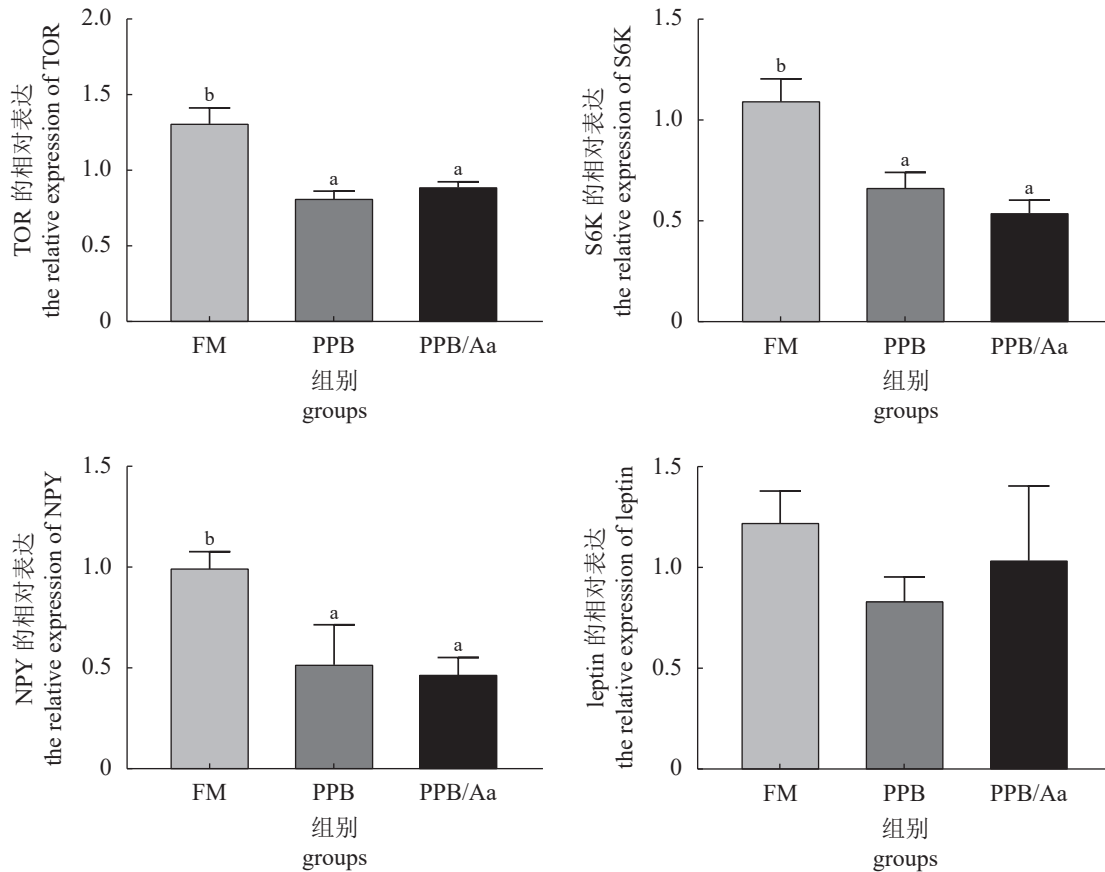 TOR 的相对表达
the relative expression of TOR
2.0
1.5
1.0
0.5
0
b
a
a
FM PPB PPB/Aa
组别
groups
S6K 的相对表达
the relative expression of S6K
1.5
1.0
0.5
0
b
a
a
FM PPB PPB/Aa
组别
groups
NPY 的相对表达
the relative expression of NPY
1.5
1.0
0.5
0
b
a
a
FM PPB PPB/Aa
组别
groups
leptin 的相对表达
the relative expression of leptin
1.5
1.0
0.5
0
FM PPB PPB/Aa
组别
groups